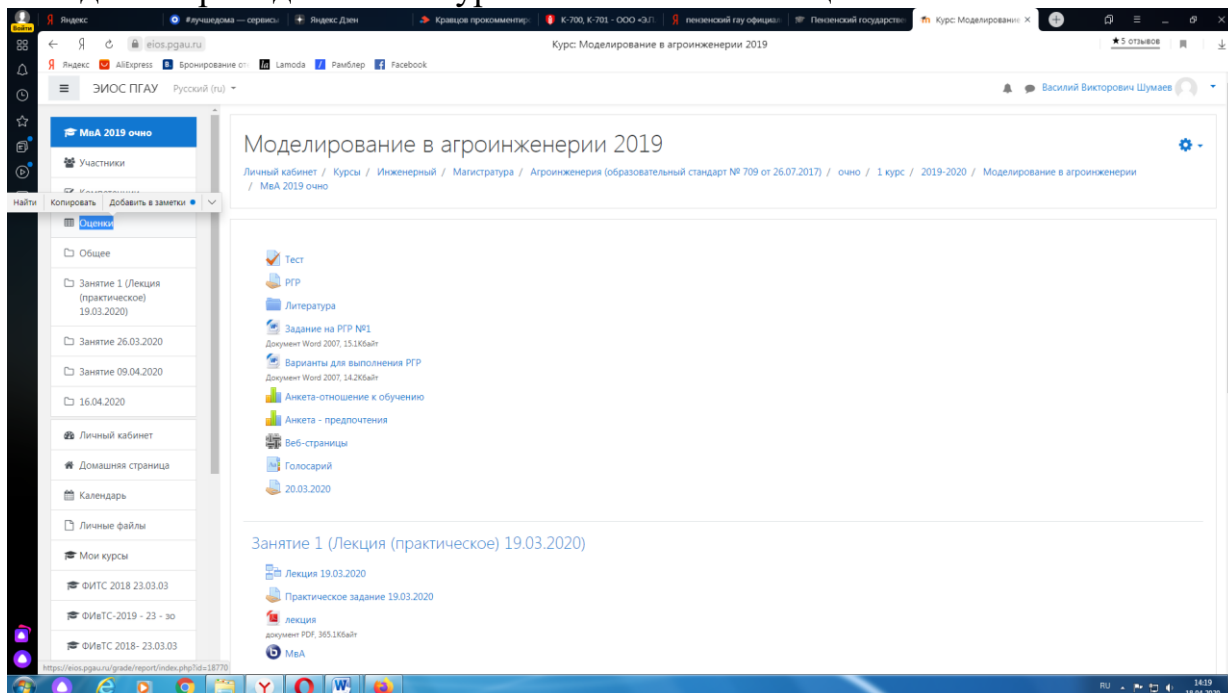 Яндекс
#лучшедома — сервисы
Яндекс Дзен
Кравцов прокомментир
К-700, К-701 - ООО «З.П.
пензенский гау официал
Пензенский государстве
Курс: Моделирование
Войти
eios.pgau.ru
Курс: Моделирование в агроинженерии 2019
★5 отзывов
Яндекс
AliExpress
Бронирование от
Lamoda
Рамблер
Facebook
ЭИОС ПГАУ
Русский (ru)
Василий Викторович Шумаев
МвА 2019 очно
Участники
Найти
Копировать
Добавить в заметки
Оценки
Общее
Занятие 1 (Лекция
(практическое)
19.03.2020)
Занятие 26.03.2020
Занятие 09.04.2020
16.04.2020
Личный кабинет
Домашняя страница
Календарь
Личные файлы
Мои курсы
ФИТС 2018 23.03.03
ФИвТС-2019 - 23 - зо
ФИвТС 2018- 23.03.03
https://eios.pgau.ru/grade/report/index.php?id=18770
Моделирование в агроинженерии 2019
Личный кабинет / Курсы / Инженерный / Магистратура / Агроинженерия (образовательный стандарт № 709 от 26.07.2017) / очно / 1 курс / 2019-2020 / Моделирование в агроинженерии
/ МвА 2019 очно
Тест
РГР
Литература
Задание на РГР №1
Документ Word 2007, 15.1Кбайт
Варианты для выполнения РГР
Документ Word 2007, 14.2Кбайт
Анкета-отношение к обучению
Анкета - предпочтения
Веб-страницы
Голосарий
20.03.2020
Занятие 1 (Лекция (практическое) 19.03.2020)
Лекция 19.03.2020
Практическое задание 19.03.2020
лекция
документ PDF, 365.1Кбайт
МвА
RU
14:19